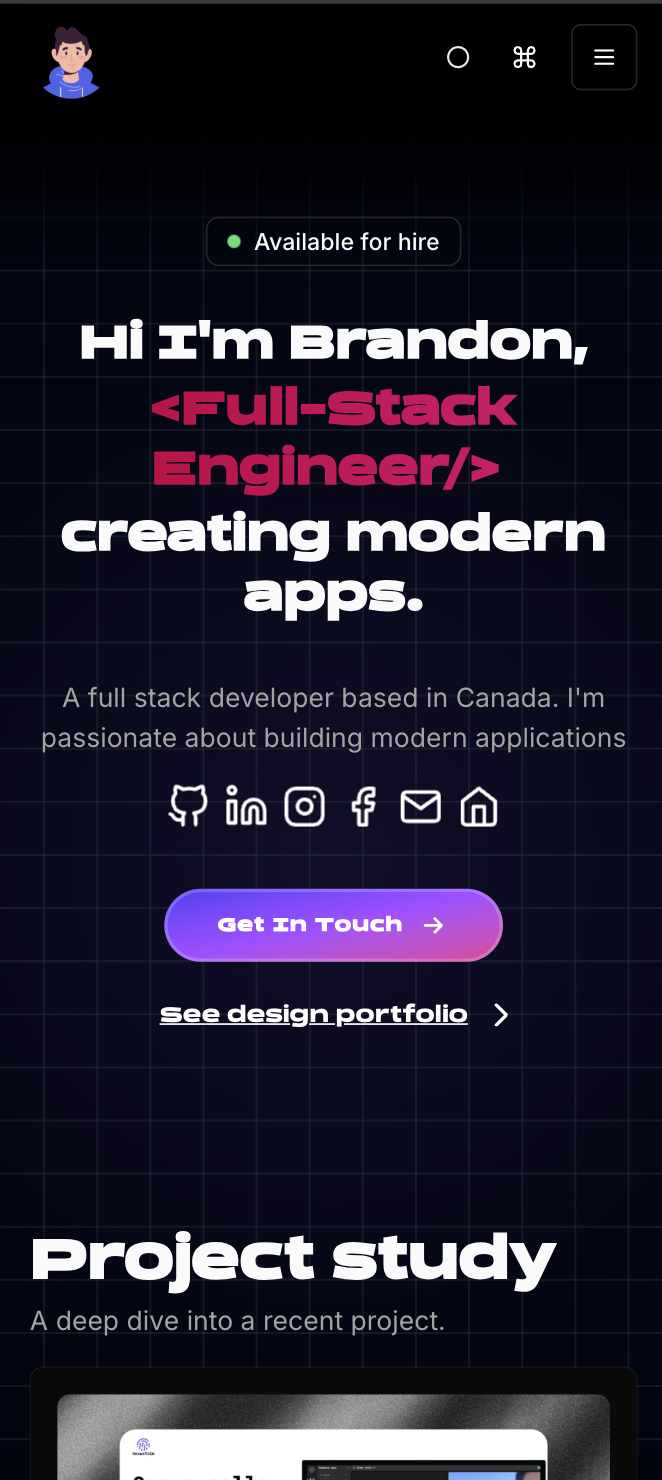 Available for hire
Hi I'm Brandon,
<Full-Stack
Engineer/>
creating modern
apps.
A full stack developer based in Canada. I'm
passionate about building modern applications
Get In Touch
See design portfolio
Project study
A deep dive into a recent project.